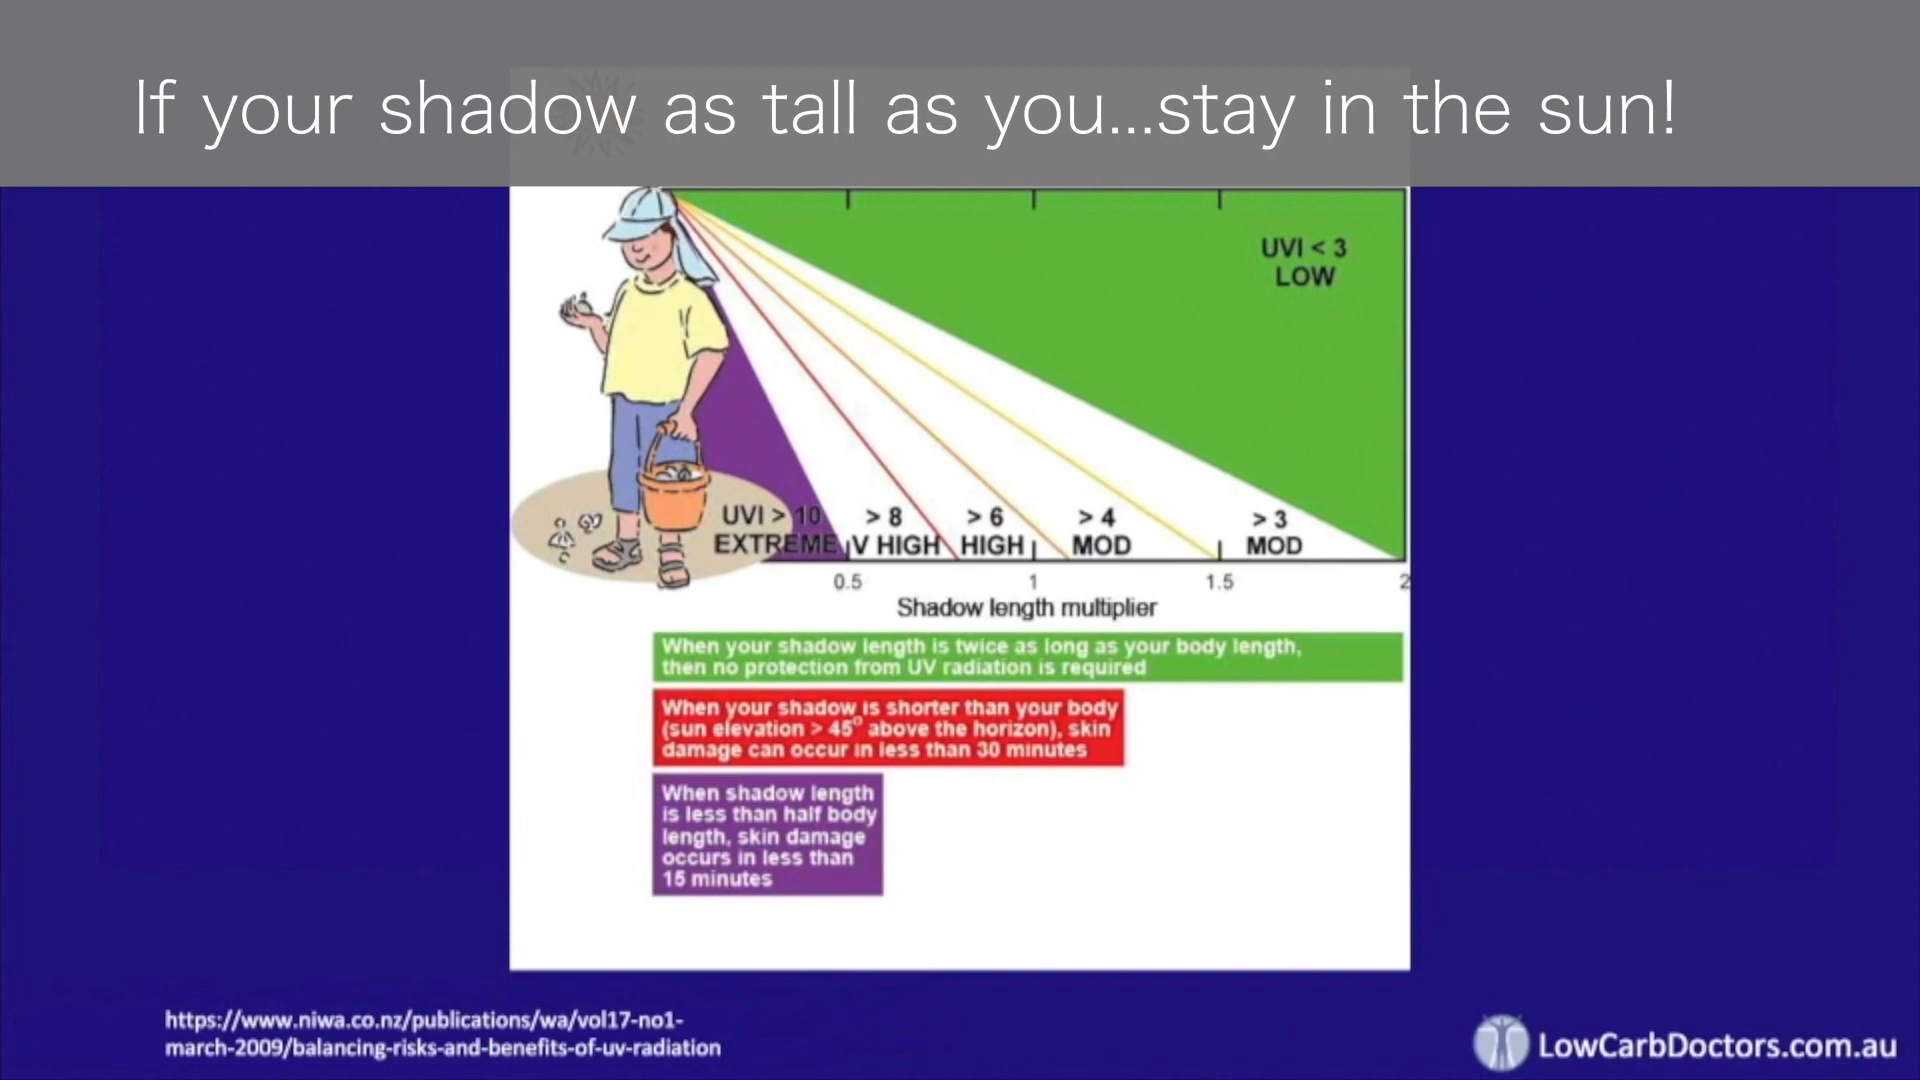 If your shadow as tall as you...stay in the sun!
UVI < 3
LOW
UVI > 10
EXTREME
> 8
V HIGH
> 6
HIGH
> 4
MOD
> 3
MOD
0.5
1
1.5
2
Shadow length multiplier
When your shadow length is twice as long as your body length,
then no protection from UV radiation is required
When your shadow is shorter than your body
(sun elevation > 45° above the horizon), skin
damage can occur in less than 30 minutes
When shadow length
is less than half body
length, skin damage
occurs in less than
15 minutes
https://www.niwa.co.nz/publications/wa/vol17-no1-
march-2009/balancing-risks-and-benefits-of-uv-radiation
LowCarbDoctors.com.au